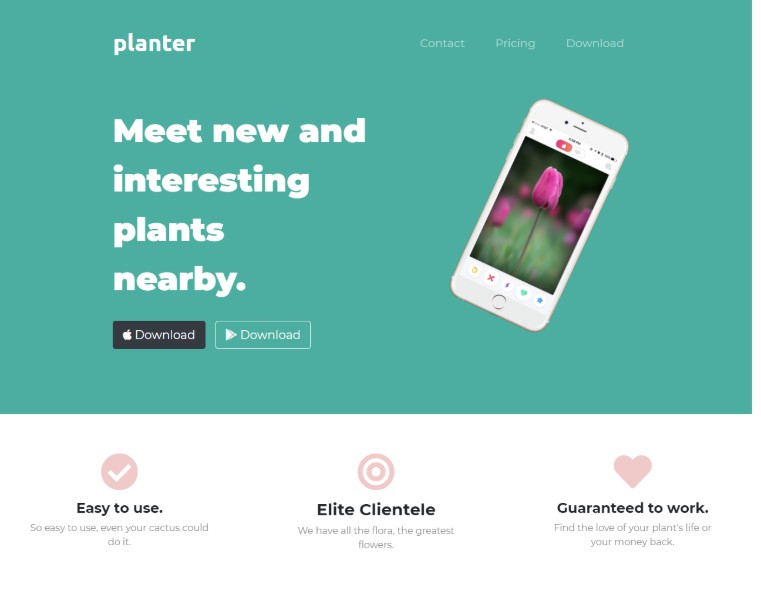 planter
Contact Pricing Download
Meet new and
interesting
plants
nearby.
Download Download
Easy to use.
So easy to use, even your cactus could
do it.
Elite Clientele
We have all the flora, the greatest
flowers.
Guaranteed to work.
Find the love of your plant's life or
your money back.